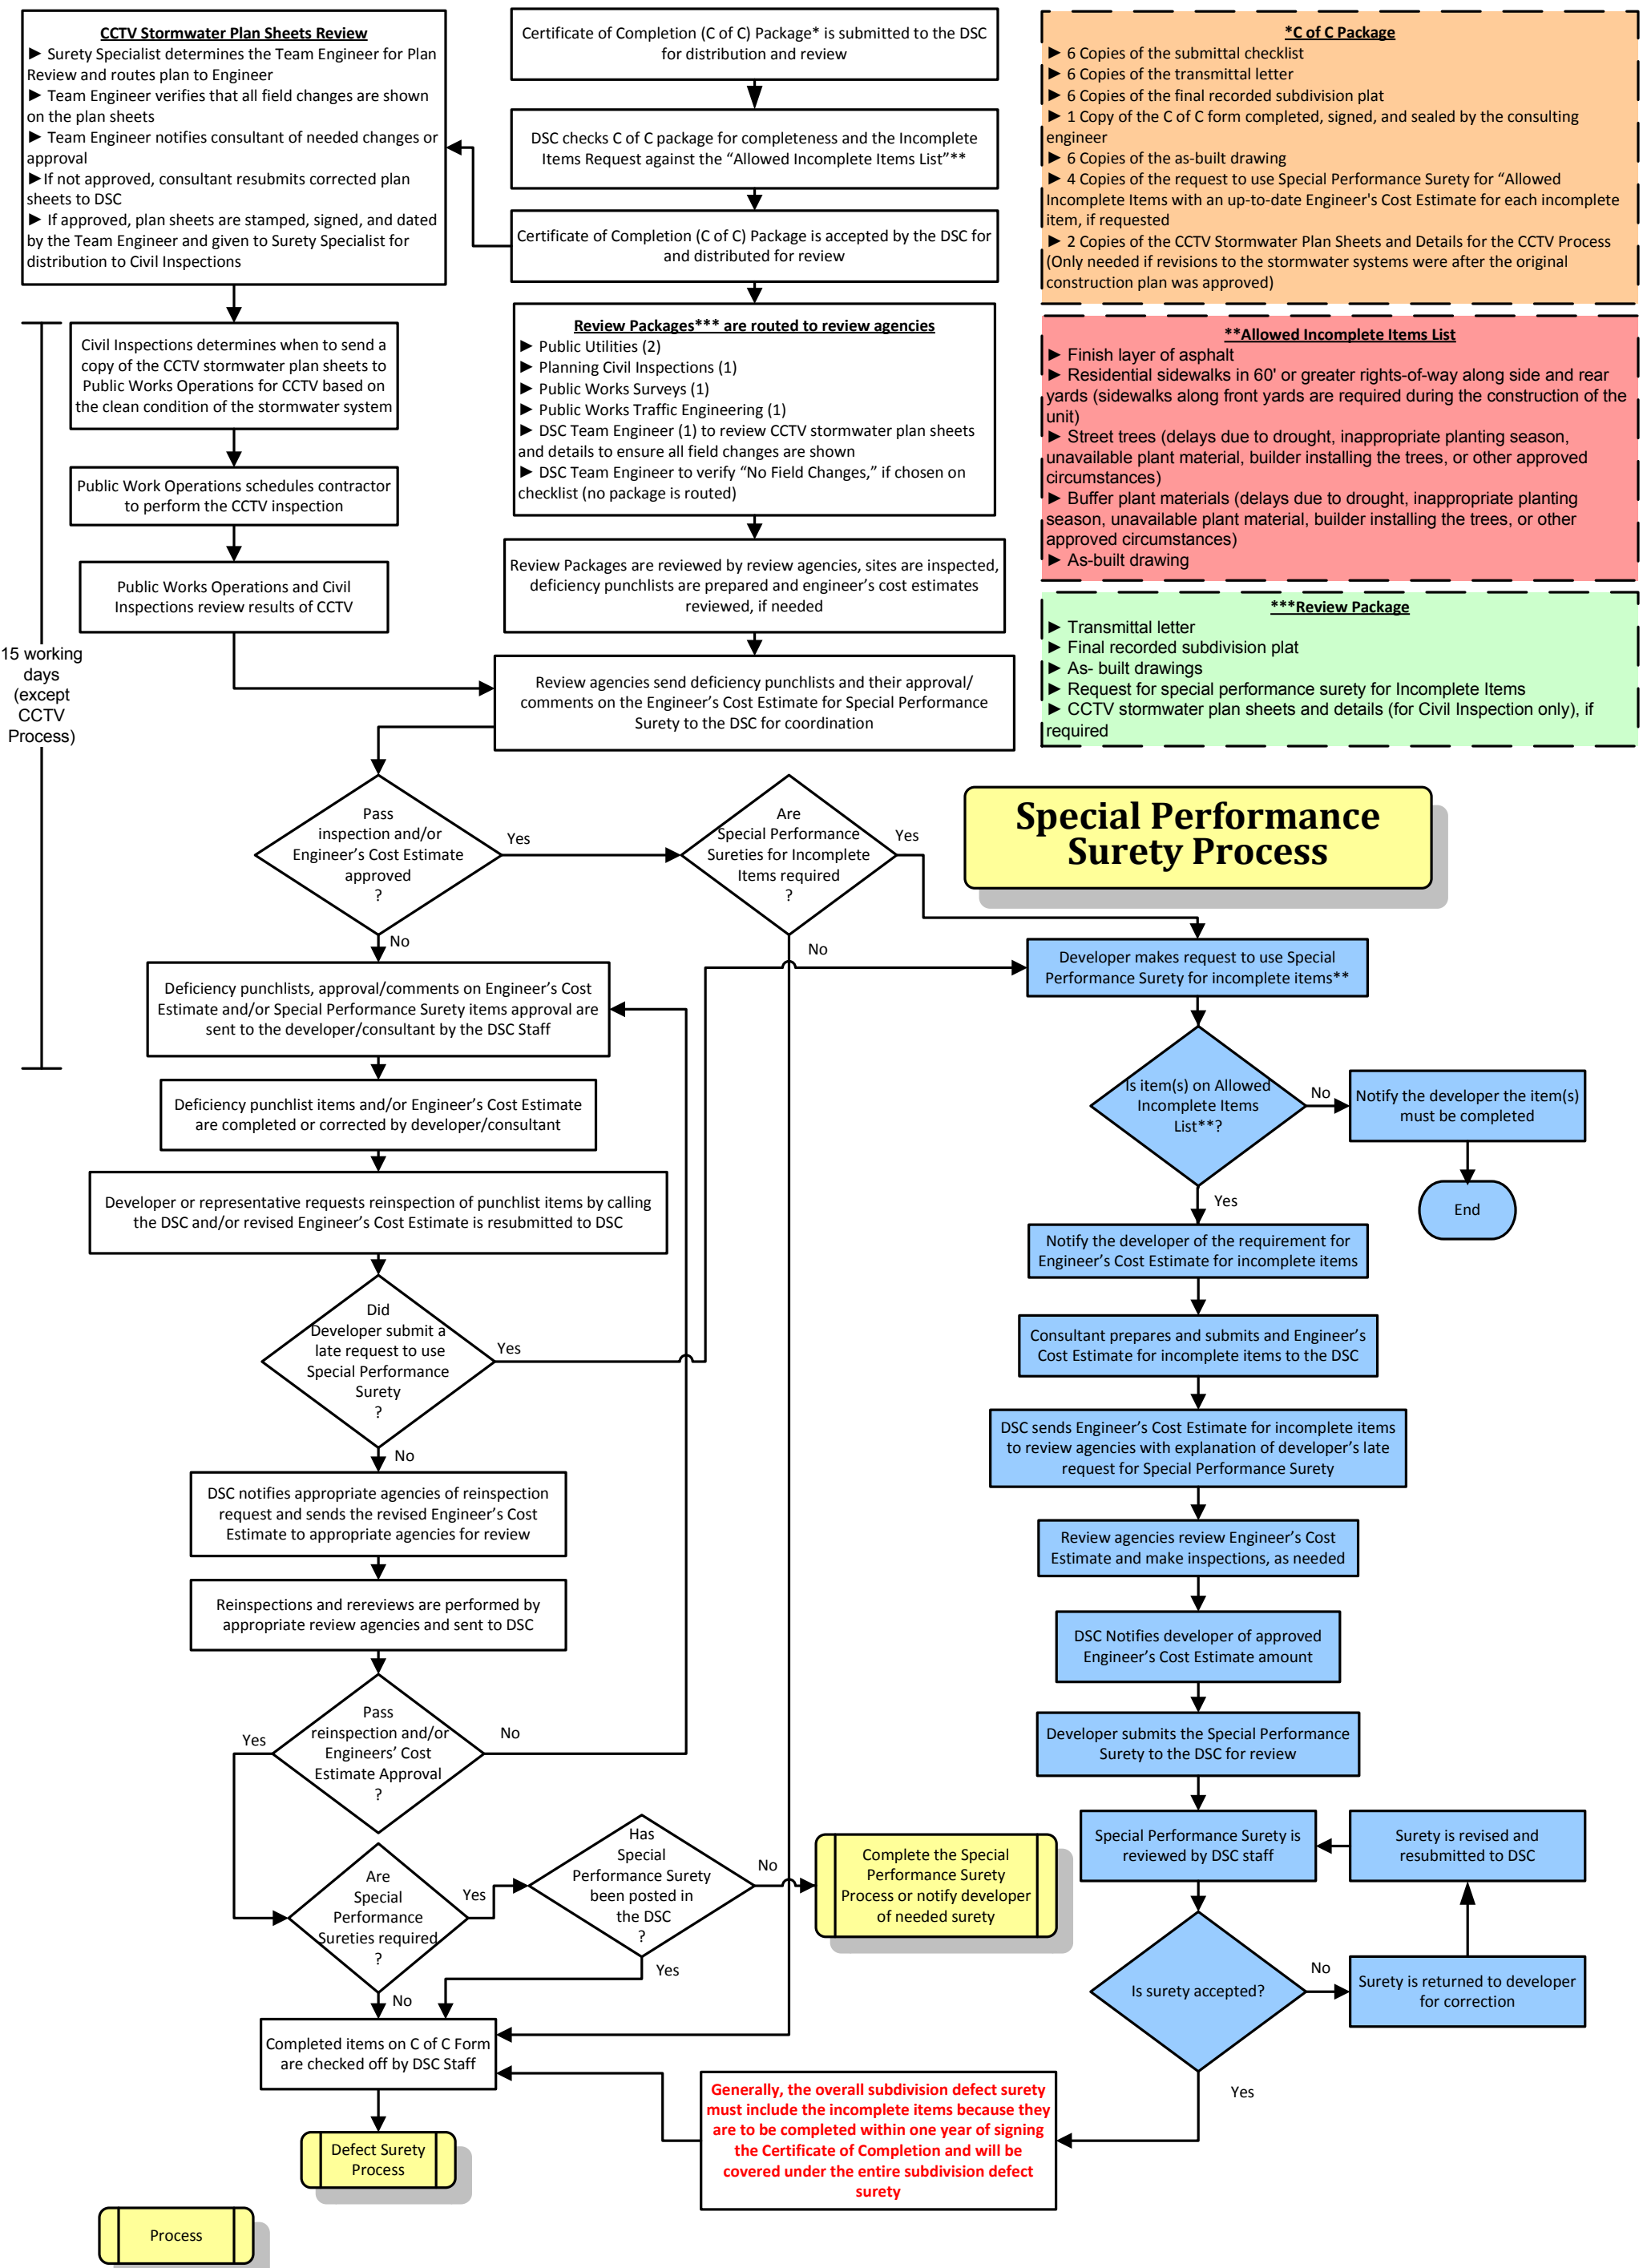 CCTV Stormwater Plan Sheets Review
► Surety Specialist determines the Team Engineer for Plan
Review and routes plan to Engineer
► Team Engineer verifies that all field changes are shown
on the plan sheets
► Team Engineer notifies consultant of needed changes or
approval
►If not approved, consultant resubmits corrected plan
sheets to DSC
► If approved, plan sheets are stamped, signed, and dated
by the Team Engineer and given to Surety Specialist for
distribution to Civil Inspections
Certificate of Completion (C of C) Package* is submitted to the DSC
for distribution and review
DSC checks C of C package for completeness and the Incomplete
Items Request against the “Allowed Incomplete Items List”**
Certificate of Completion (C of C) Package is accepted by the DSC for
and distributed for review
*C of C Package
► 6 Copies of the submittal checklist
► 6 Copies of the transmittal letter
► 6 Copies of the final recorded subdivision plat
► 1 Copy of the C of C form completed, signed, and sealed by the consulting
engineer
► 6 Copies of the as-built drawing
► 4 Copies of the request to use Special Performance Surety for “Allowed
Incomplete Items with an up-to-date Engineer's Cost Estimate for each incomplete
item, if requested
► 2 Copies of the CCTV Stormwater Plan Sheets and Details for the CCTV Process
(Only needed if revisions to the stormwater systems were after the original
construction plan was approved)
Civil Inspections determines when to send a
copy of the CCTV stormwater plan sheets to
Public Works Operations for CCTV based on
the clean condition of the stormwater system
Public Work Operations schedules contractor
to perform the CCTV inspection
Public Works Operations and Civil
Inspections review results of CCTV
15 working
days
(except
CCTV
Process)
Review Packages*** are routed to review agencies
► Public Utilities (2)
► Planning Civil Inspections (1)
► Public Works Surveys (1)
► Public Works Traffic Engineering (1)
► DSC Team Engineer (1) to review CCTV stormwater plan sheets
and details to ensure all field changes are shown
► DSC Team Engineer to verify “No Field Changes,” if chosen on
checklist (no package is routed)
Review Packages are reviewed by review agencies, sites are inspected,
deficiency punchlists are prepared and engineer’s cost estimates
reviewed, if needed
Review agencies send deficiency punchlists and their approval/
comments on the Engineer’s Cost Estimate for Special Performance
Surety to the DSC for coordination
**Allowed Incomplete Items List
► Finish layer of asphalt
► Residential sidewalks in 60' or greater rights-of-way along side and rear
yards (sidewalks along front yards are required during the construction of the
unit)
► Street trees (delays due to drought, inappropriate planting season,
unavailable plant material, builder installing the trees, or other approved
circumstances)
► Buffer plant materials (delays due to drought, inappropriate planting
season, unavailable plant material, builder installing the trees, or other
approved circumstances)
► As-built drawing
***Review Package
► Transmittal letter
► Final recorded subdivision plat
► As- built drawings
► Request for special performance surety for Incomplete Items
► CCTV stormwater plan sheets and details (for Civil Inspection only), if
required
Special Performance
Surety Process
Pass
inspection and/or
Engineer’s Cost Estimate
approved
?
Yes
No
Are
Special Performance
Sureties for Incomplete
Items required
?
Yes
No
Deficiency punchlists, approval/comments on Engineer’s Cost
Estimate and/or Special Performance Surety items approval are
sent to the developer/consultant by the DSC Staff
Deficiency punchlist items and/or Engineer’s Cost Estimate
are completed or corrected by developer/consultant
Developer or representative requests reinspection of punchlist items by calling
the DSC and/or revised Engineer’s Cost Estimate is resubmitted to DSC
Did
Developer submit a
late request to use
Special Performance
Surety
?
Yes
No
DSC notifies appropriate agencies of reinspection
request and sends the revised Engineer’s Cost
Estimate to appropriate agencies for review
Reinspections and rereviews are performed by
appropriate review agencies and sent to DSC
Pass
reinspection and/or
Engineers’ Cost
Estimate Approval
?
Yes
No
Are
Special
Performance
Sureties required
?
Yes
No
Has
Special
Performance Surety
been posted in
the DSC
?
No
Yes
Complete the Special
Performance Surety
Process or notify developer
of needed surety
Completed items on C of C Form
are checked off by DSC Staff
Defect Surety
Process
Process
Developer makes request to use Special
Performance Surety for incomplete items**
Is item(s) on Allowed
Incomplete Items
List**?
No
Yes
Notify the developer the item(s)
must be completed
End
Notify the developer of the requirement for
Engineer’s Cost Estimate for incomplete items
Consultant prepares and submits and Engineer’s
Cost Estimate for incomplete items to the DSC
DSC sends Engineer’s Cost Estimate for incomplete items
to review agencies with explanation of developer’s late
request for Special Performance Surety
Review agencies review Engineer’s Cost
Estimate and make inspections, as needed
DSC Notifies developer of approved
Engineer’s Cost Estimate amount
Developer submits the Special Performance
Surety to the DSC for review
Special Performance Surety is
reviewed by DSC staff
Surety is revised and
resubmitted to DSC
Is surety accepted?
No
Yes
Surety is returned to developer
for correction
Generally, the overall subdivision defect surety
must include the incomplete items because they
are to be completed within one year of signing
the Certificate of Completion and will be
covered under the entire subdivision defect
surety